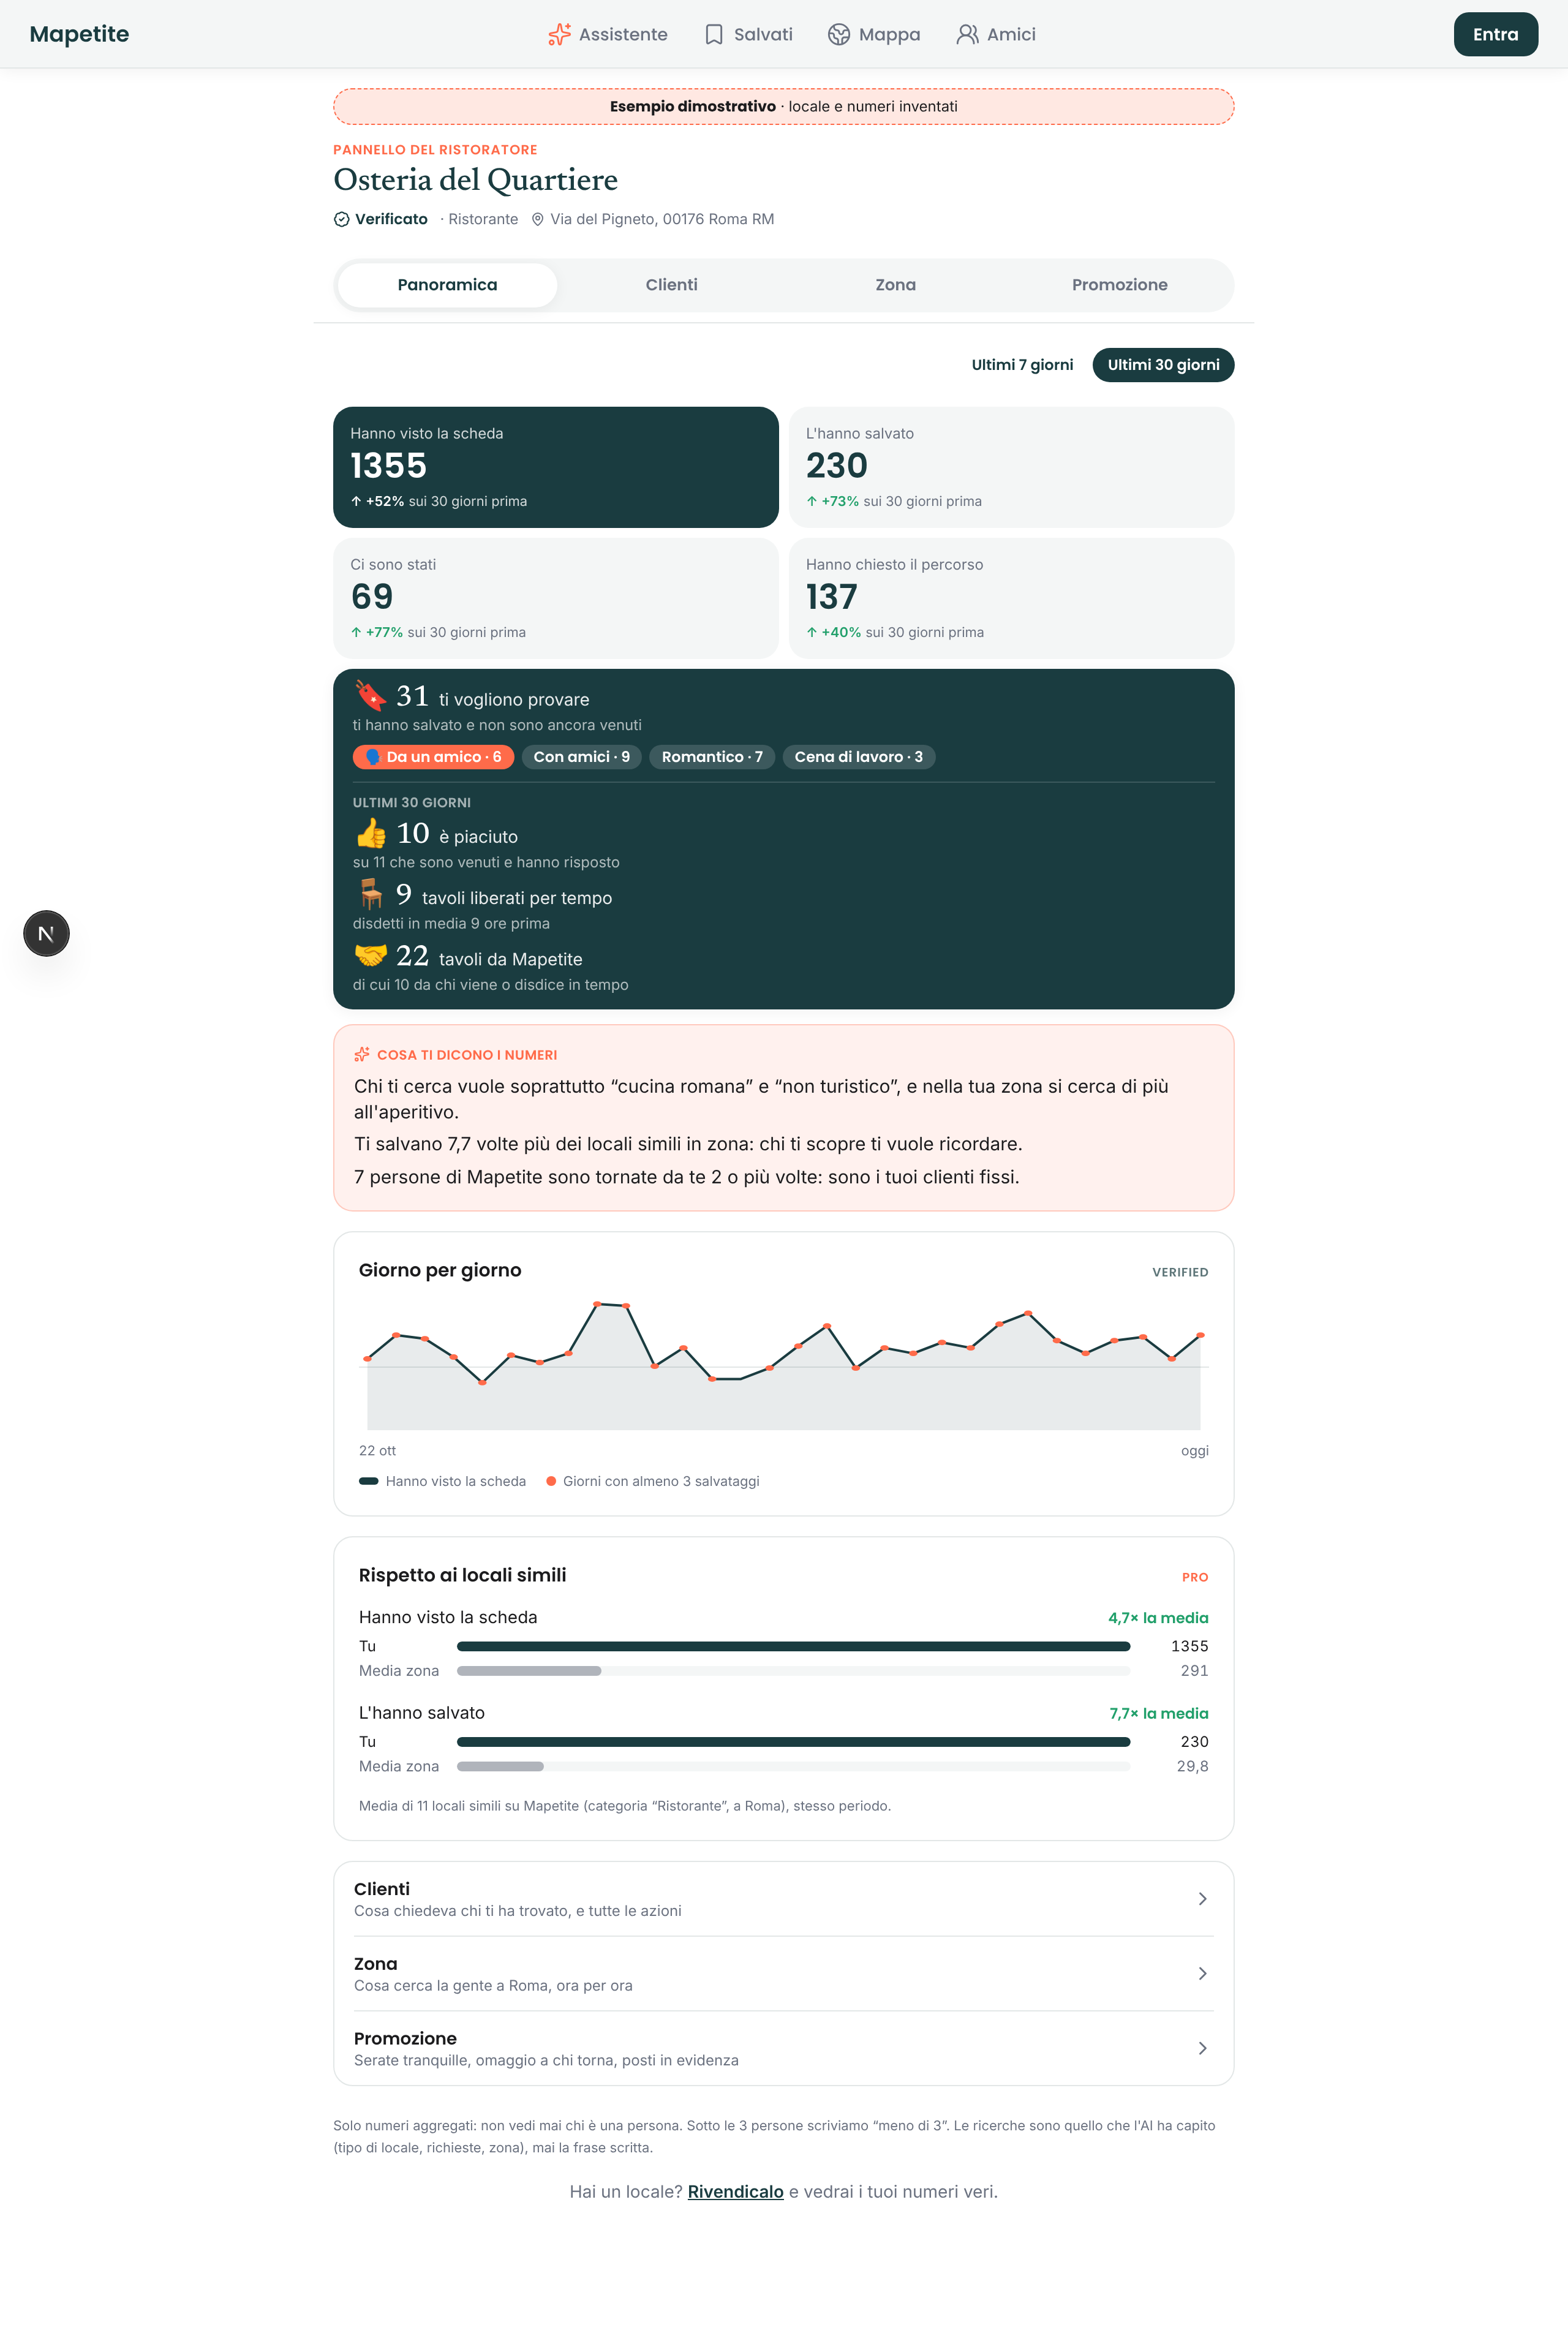 Mapetite
Assistente
Salvati
Mappa
Amici
Entra
Esempio dimostrativo · locale e numeri inventati
PANNELLO DEL RISTORATORE
Osteria del Quartiere
Verificato · Ristorante Via del Pigneto, 00176 Roma RM
Panoramica
Clienti
Zona
Promozione
Ultimi 7 giorni
Ultimi 30 giorni
Hanno visto la scheda
1355
↑ +52% sui 30 giorni prima
L'hanno salvato
230
↑ +73% sui 30 giorni prima
Ci sono stati
69
↑ +77% sui 30 giorni prima
Hanno chiesto il percorso
137
↑ +40% sui 30 giorni prima
31 ti vogliono provare
ti hanno salvato e non sono ancora venuti
Da un amico · 6
Con amici · 9
Romantico · 7
Cena di lavoro · 3
ULTIMI 30 GIORNI
10 è piaciuto
su 11 che sono venuti e hanno risposto
9 tavoli liberati per tempo
disdetti in media 9 ore prima
22 tavoli da Mapetite
di cui 10 da chi viene o disdice in tempo
N
COSA TI DICONO I NUMERI
Chi ti cerca vuole soprattutto “cucina romana” e “non turistico”, e nella tua zona si cerca di più
all'aperitivo.
Ti salvano 7,7 volte più dei locali simili in zona: chi ti scopre ti vuole ricordare.
7 persone di Mapetite sono tornate da te 2 o più volte: sono i tuoi clienti fissi.
Giorno per giorno
VERIFIED
22 ott
oggi
Hanno visto la scheda
Giorni con almeno 3 salvataggi
Rispetto ai locali simili
PRO
Hanno visto la scheda
4,7× la media
Tu
1355
Media zona
291
L'hanno salvato
7,7× la media
Tu
230
Media zona
29,8
Media di 11 locali simili su Mapetite (categoria “Ristorante”, a Roma), stesso periodo.
Clienti
Cosa chiedeva chi ti ha trovato, e tutte le azioni
Zona
Cosa cerca la gente a Roma, ora per ora
Promozione
Serate tranquille, omaggio a chi torna, posti in evidenza
Solo numeri aggregati: non vedi mai chi è una persona. Sotto le 3 persone scriviamo “meno di 3”. Le ricerche sono quello che l'AI ha capito
(tipo di locale, richieste, zona), mai la frase scritta.
Hai un locale? Rivendicalo e vedrai i tuoi numeri veri.